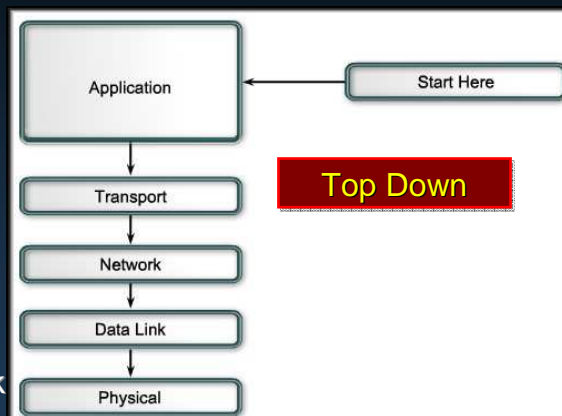 Application
Start Here
Top Down
Transport
Network
Data Link
Physical